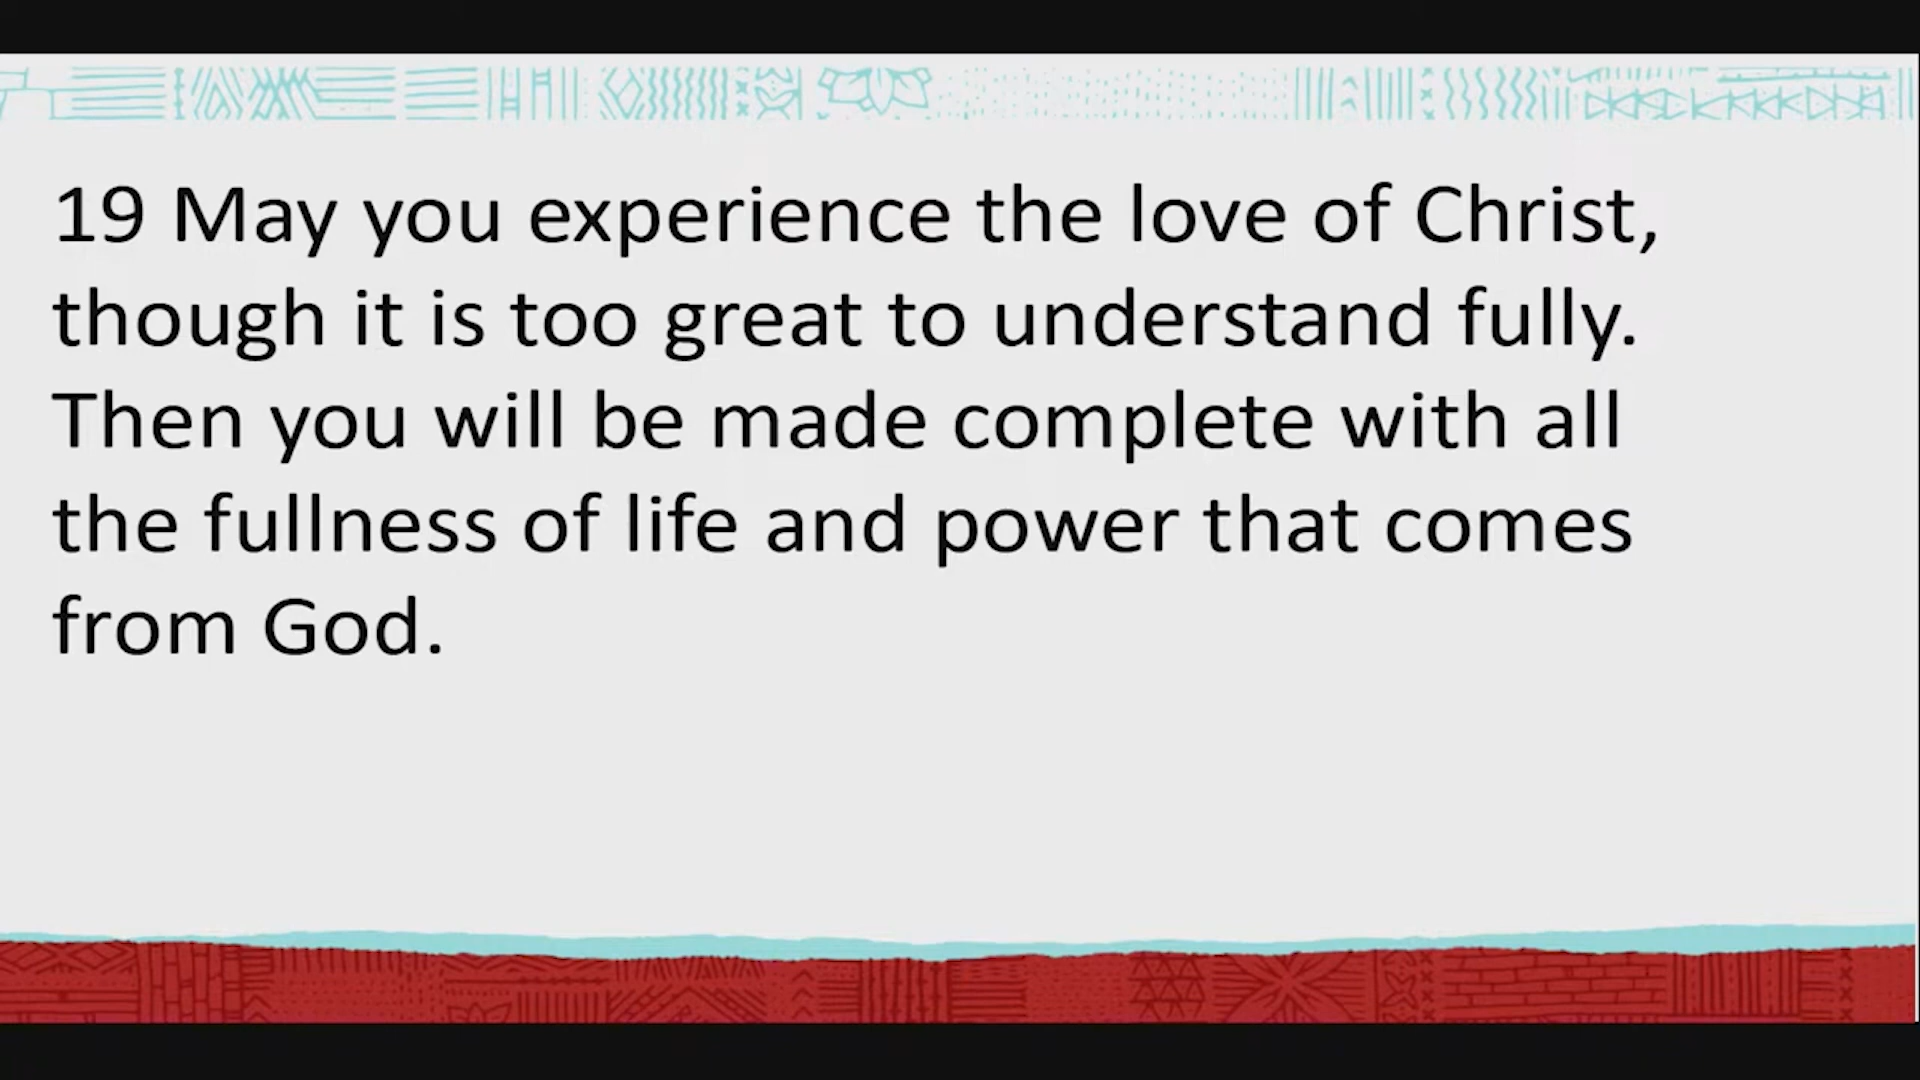 19 May you experience the love of Christ,
though it is too great to understand fully.
Then you will be made complete with all
the fullness of life and power that comes
from God.